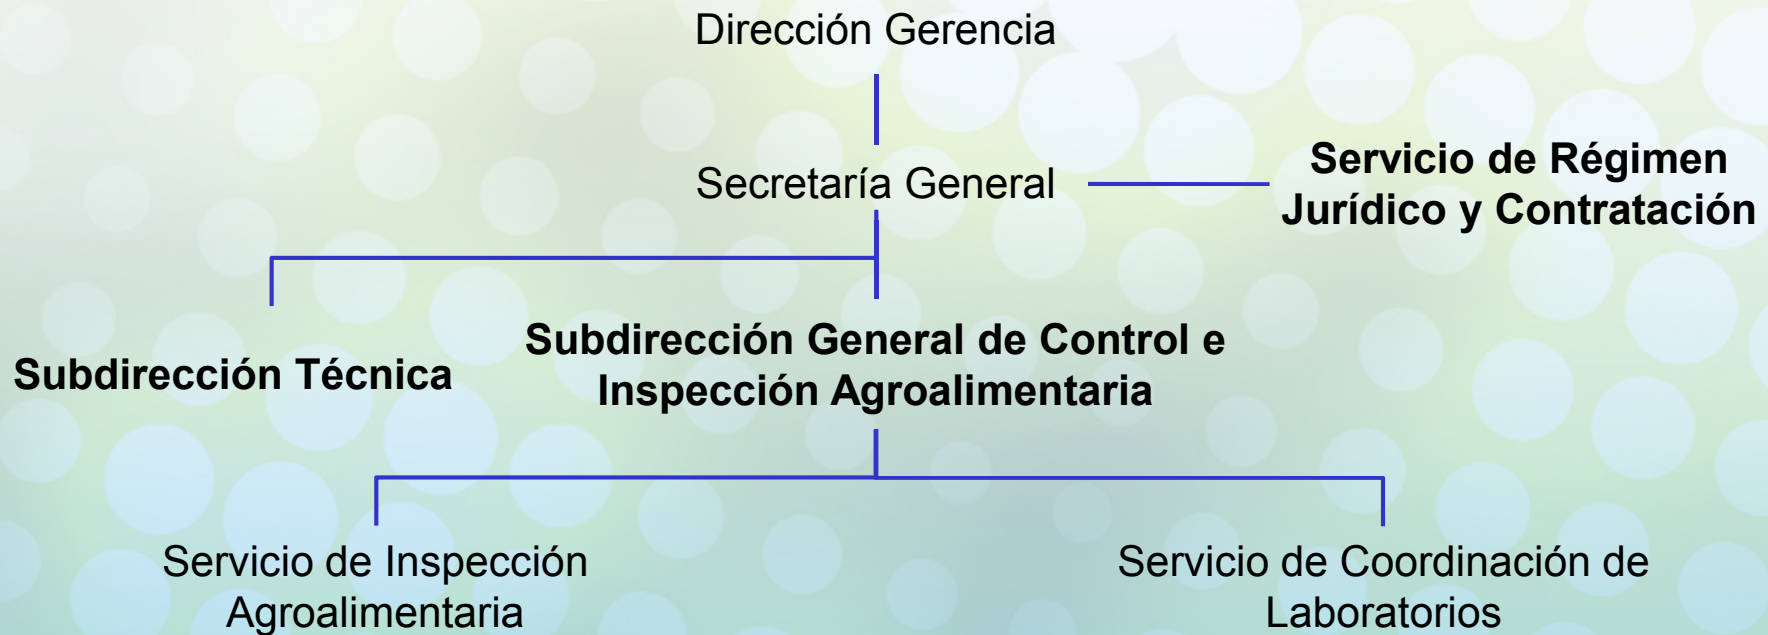 Dirección Gerencia
Secretaría General
Servicio de Régimen
Jurídico y Contratación
Subdirección Técnica
Subdirección General de Control e
Inspección Agroalimentaria
Servicio de Inspección
Agroalimentaria
Servicio de Coordinación de
Laboratorios